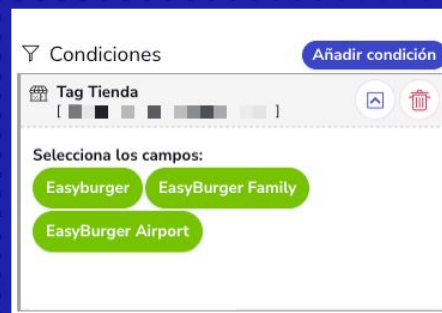 Condiciones
Añadir condición
Tag Tienda
[ ]
Selecciona los campos:
Easyburger
EasyBurger Family
EasyBurger Airport